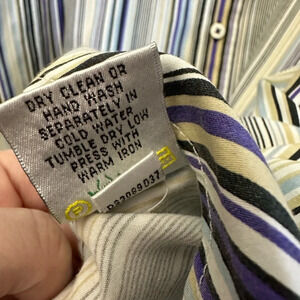 DRY CLEAN OR
HAND WASH
SEPARATELY IN
COLD WATER
TUMBLE DRY LOW
PRESS WITH
WARM IRON